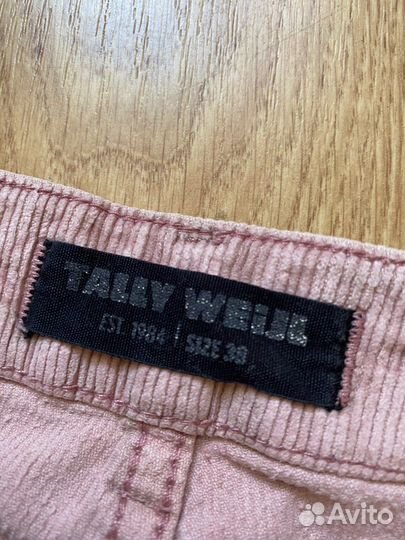 TALLY WEiJL
EST. 1984 | SIZE 38
Avito